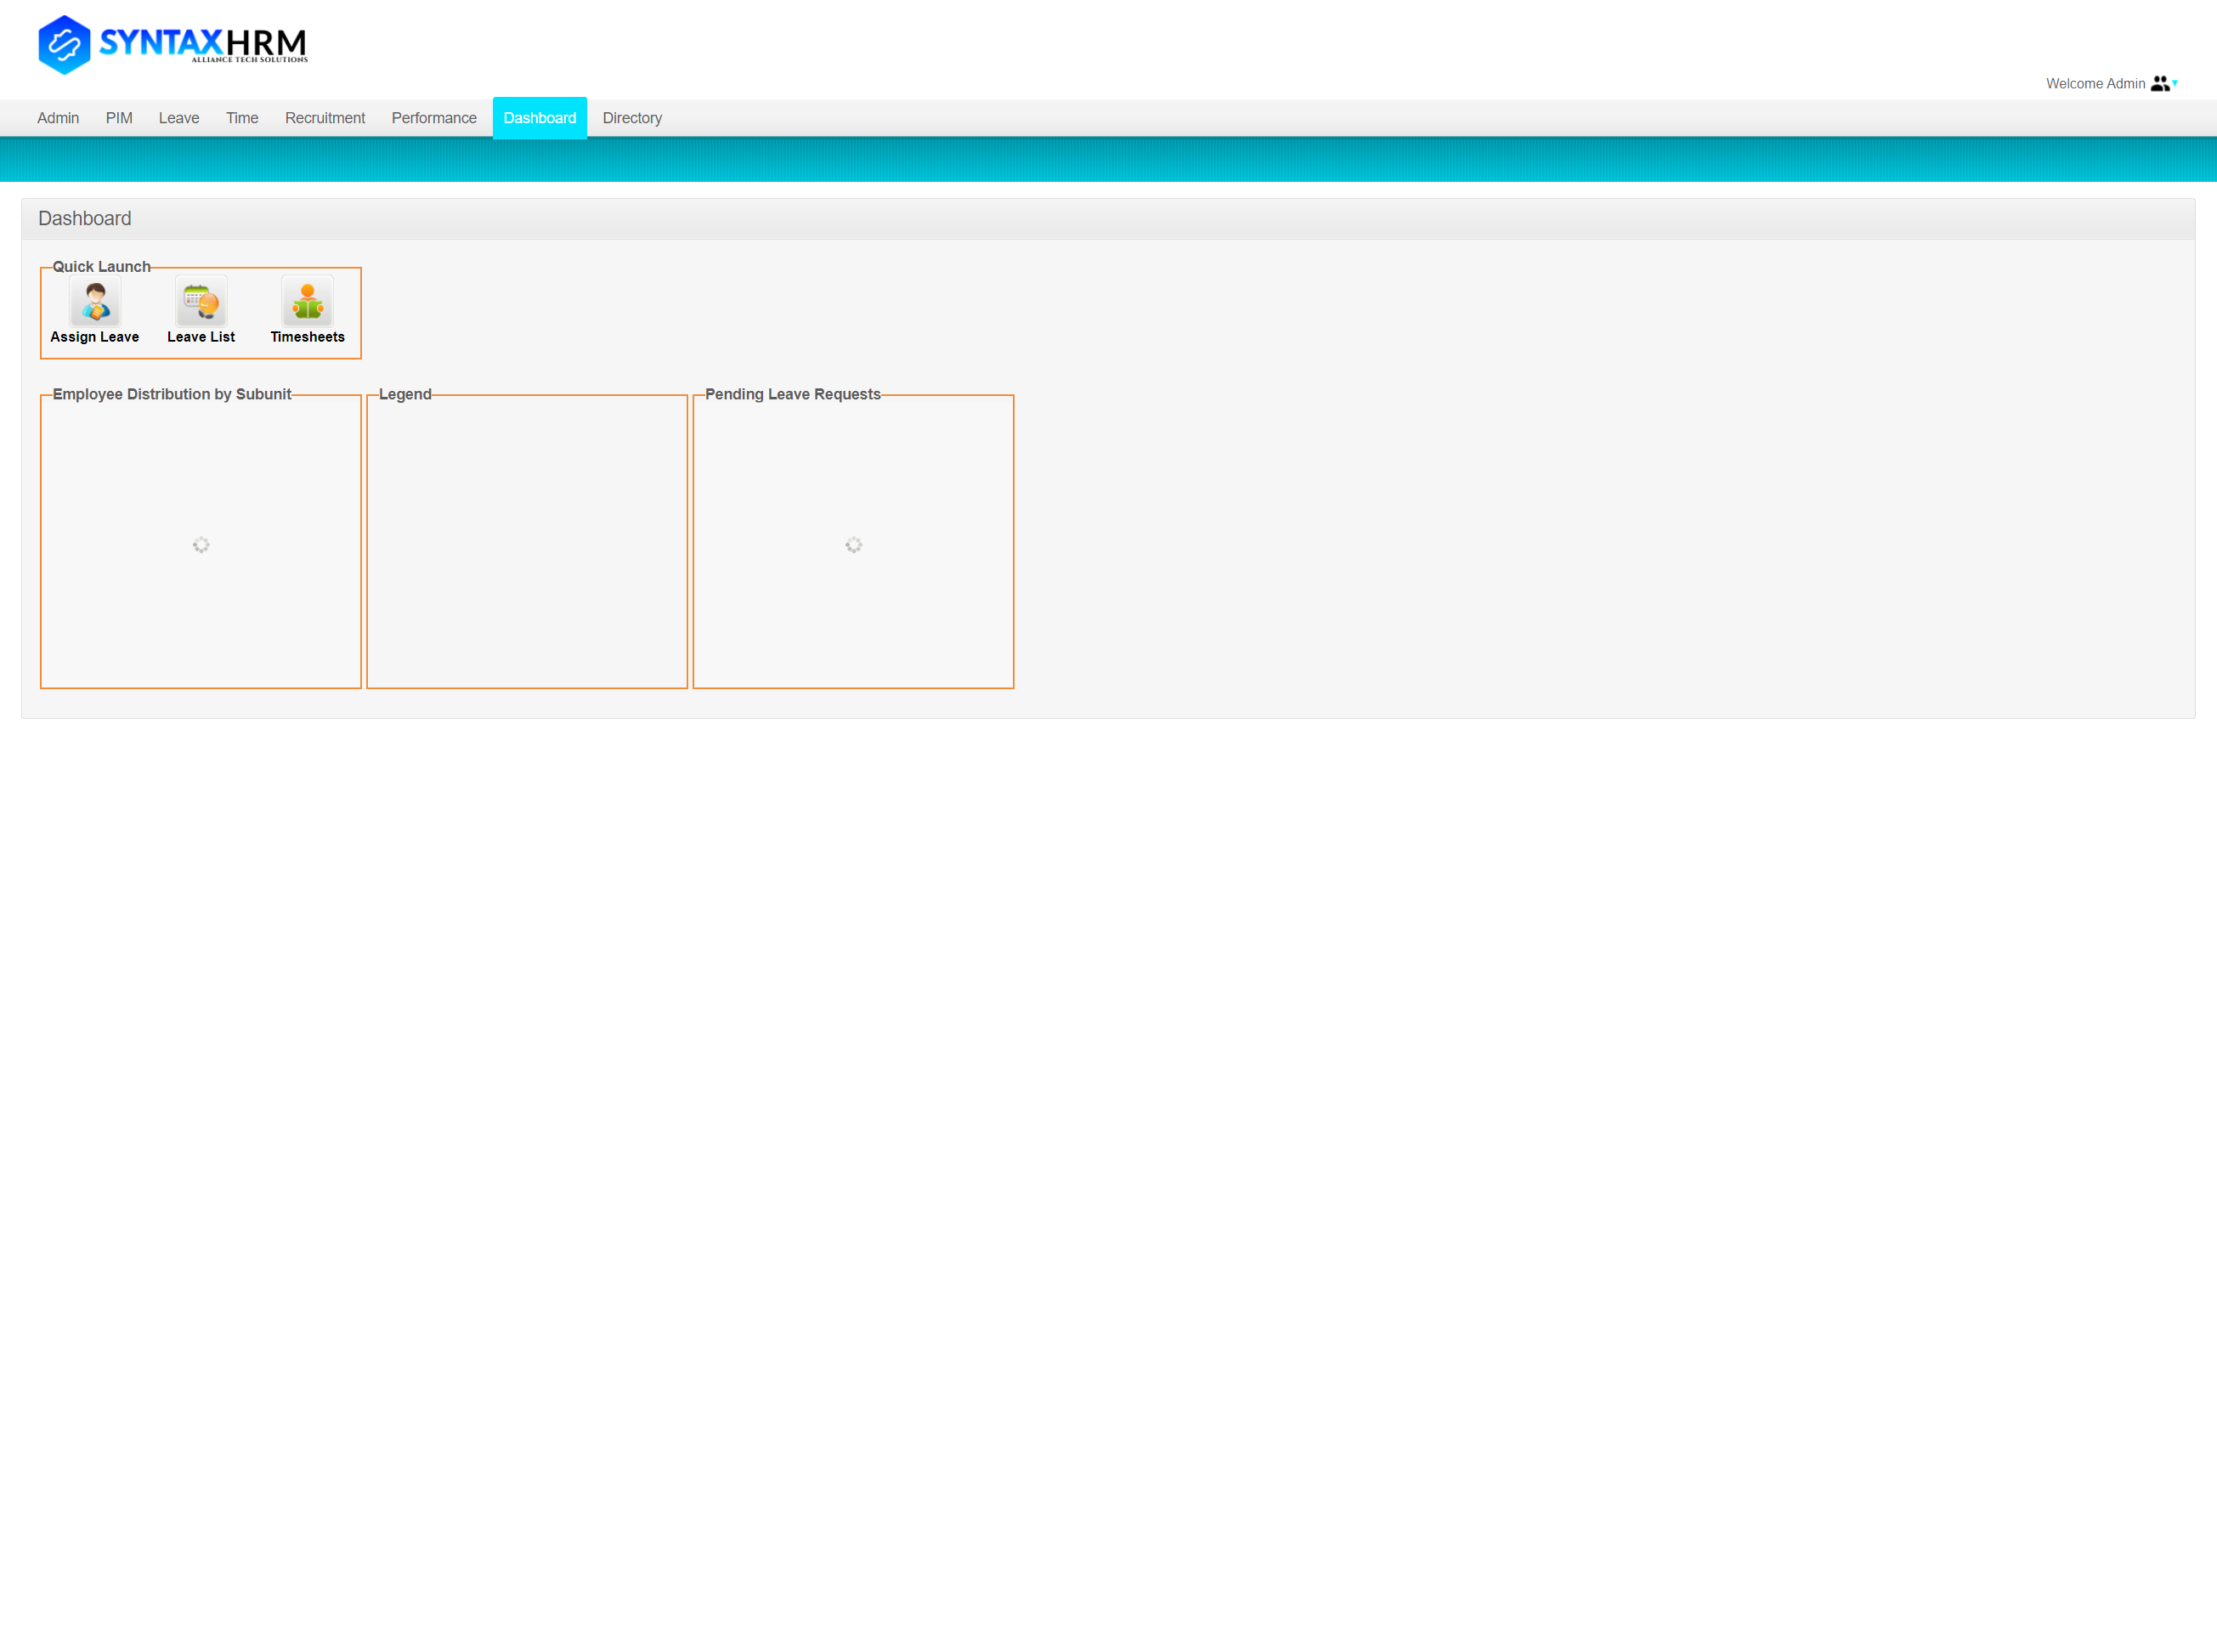 SYNTAXHRM
ALLIANCE TECH SOLUTIONS
Welcome Admin
Admin PIM Leave Time Recruitment Performance Dashboard Directory
Dashboard
Quick Launch
Assign Leave Leave List Timesheets
Employee Distribution by Subunit Legend Pending Leave Requests